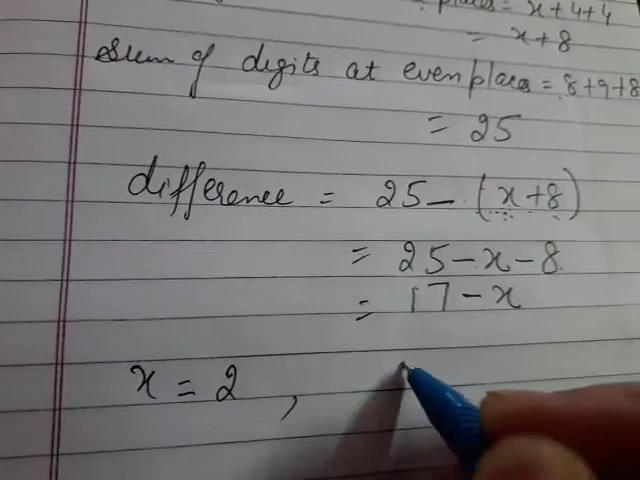 places = x+4+4
= x+8
Sum of digits at even places = 8+9+8
= 25
difference = 25 - (x+8)
= 25-x-8
= 17-x
x = 2 ,